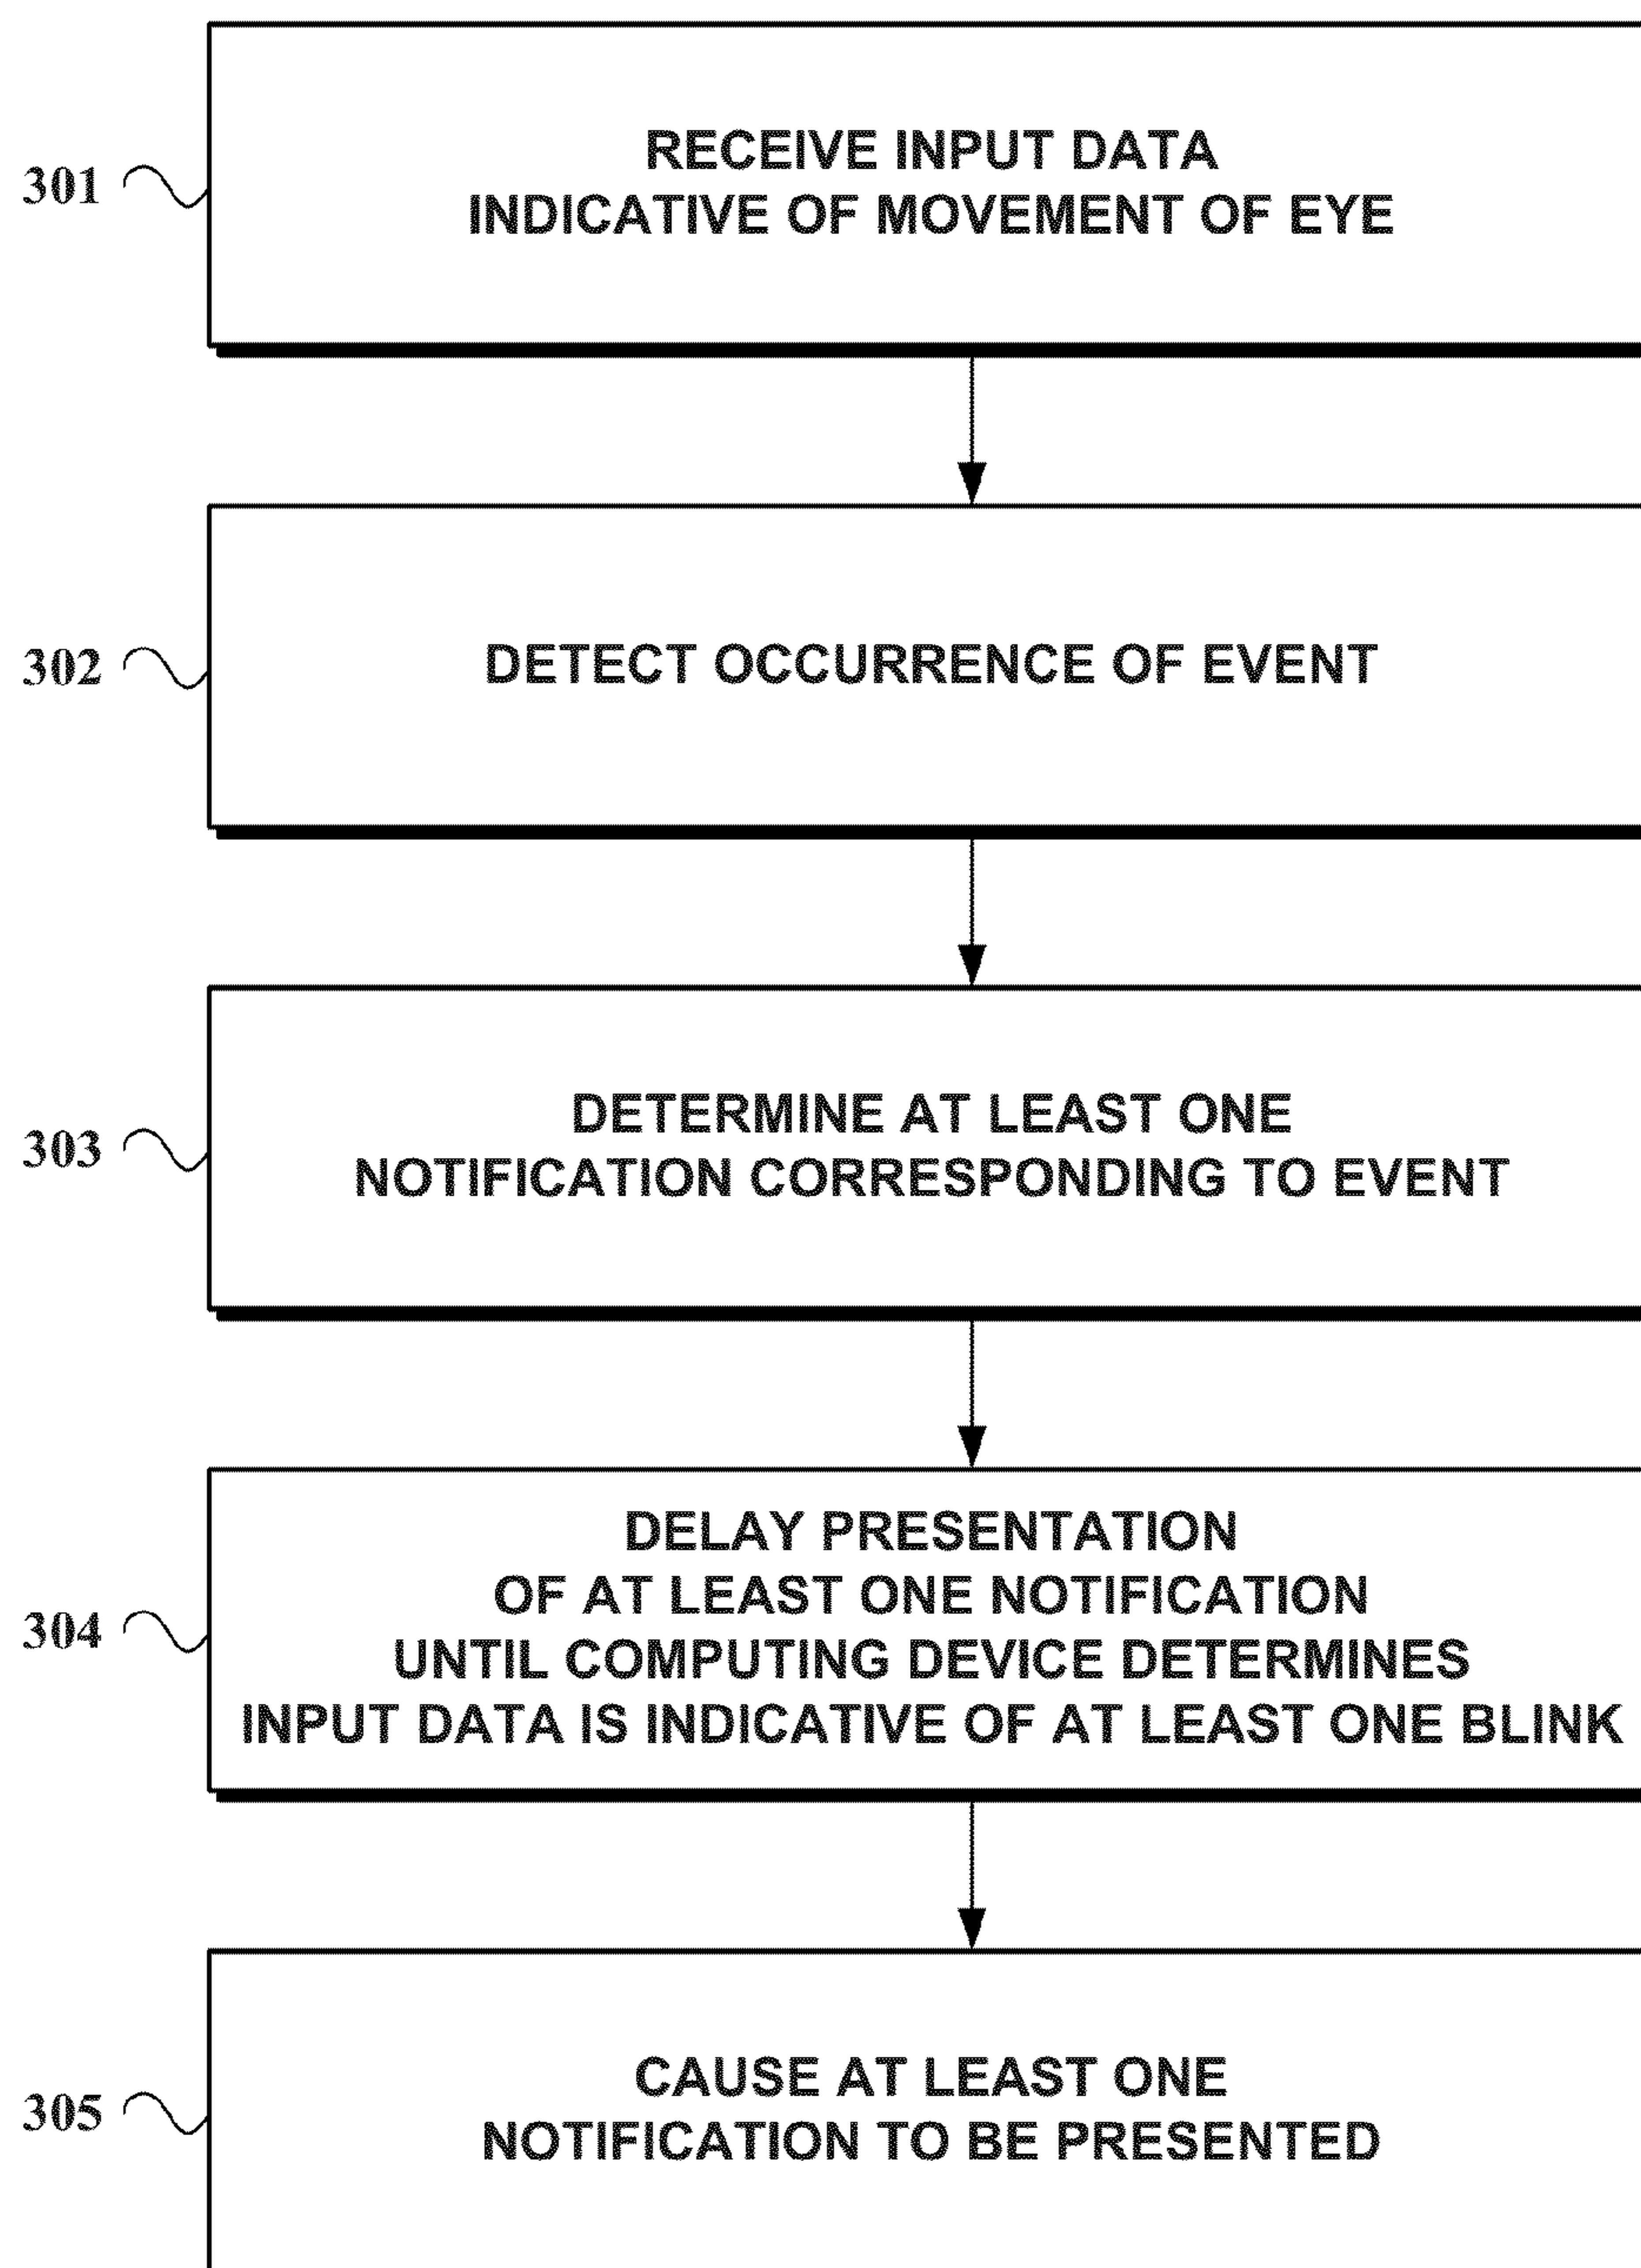 301
RECEIVE INPUT DATA
INDICATIVE OF MOVEMENT OF EYE
302
DETECT OCCURRENCE OF EVENT
303
DETERMINE AT LEAST ONE
NOTIFICATION CORRESPONDING TO EVENT
304
DELAY PRESENTATION
OF AT LEAST ONE NOTIFICATION
UNTIL COMPUTING DEVICE DETERMINES
INPUT DATA IS INDICATIVE OF AT LEAST ONE BLINK
305
CAUSE AT LEAST ONE
NOTIFICATION TO BE PRESENTED